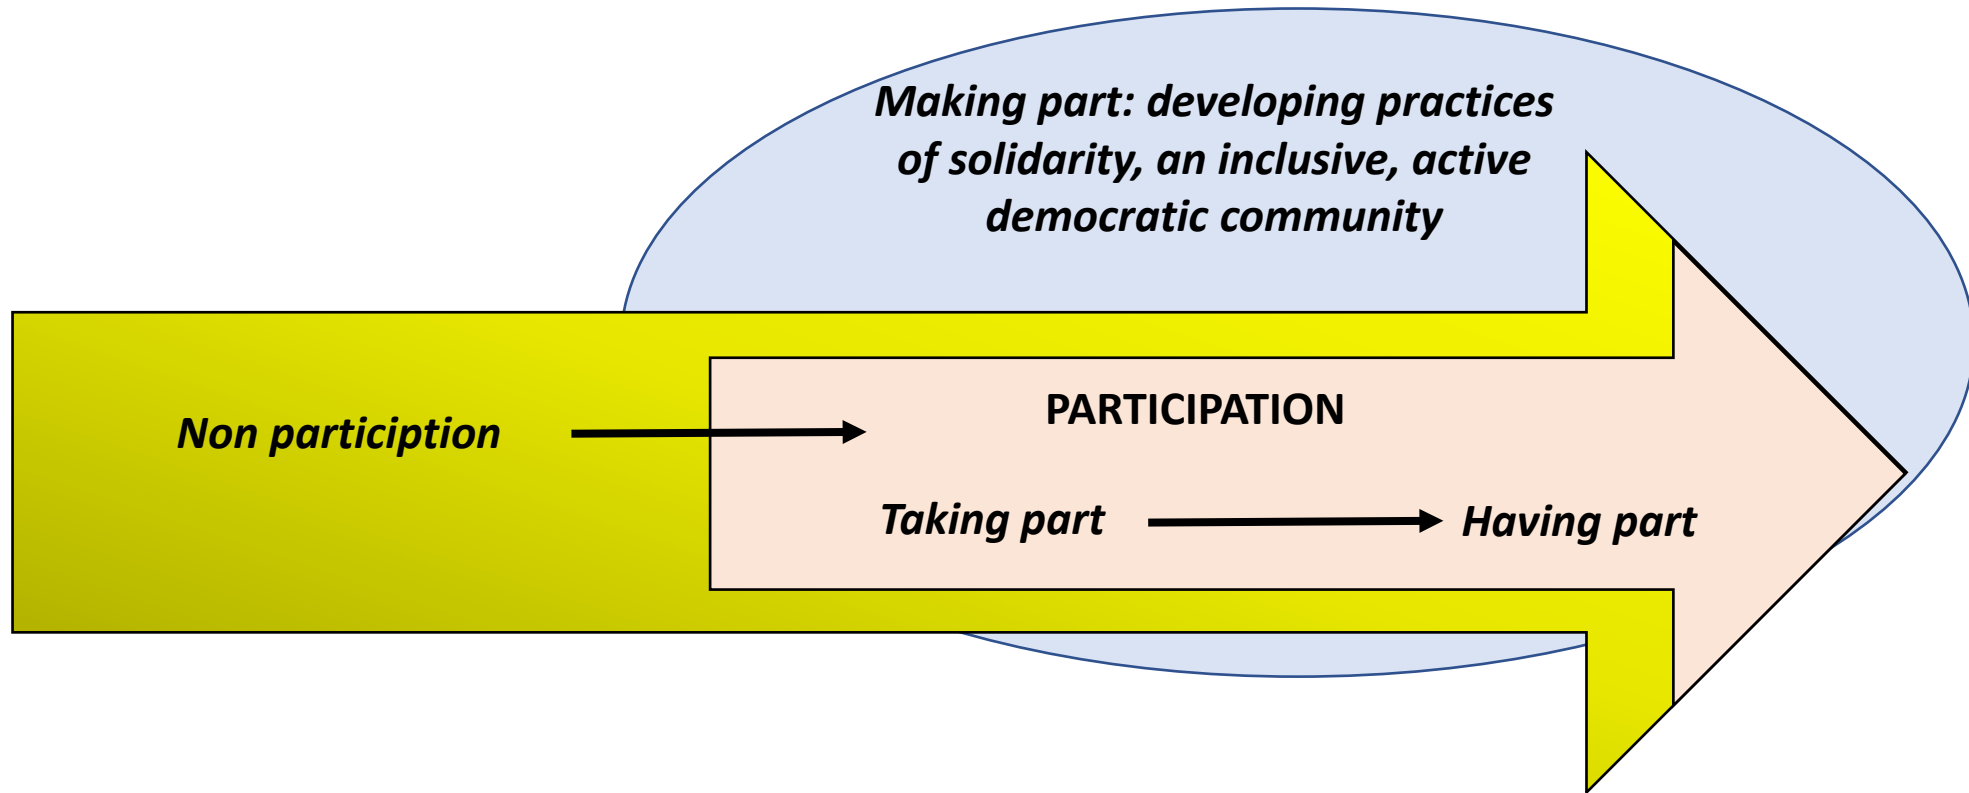 Making part: developing practices
of solidarity, an inclusive, active
democratic community
PARTICIPATION
Non particiption
Taking part
Having part